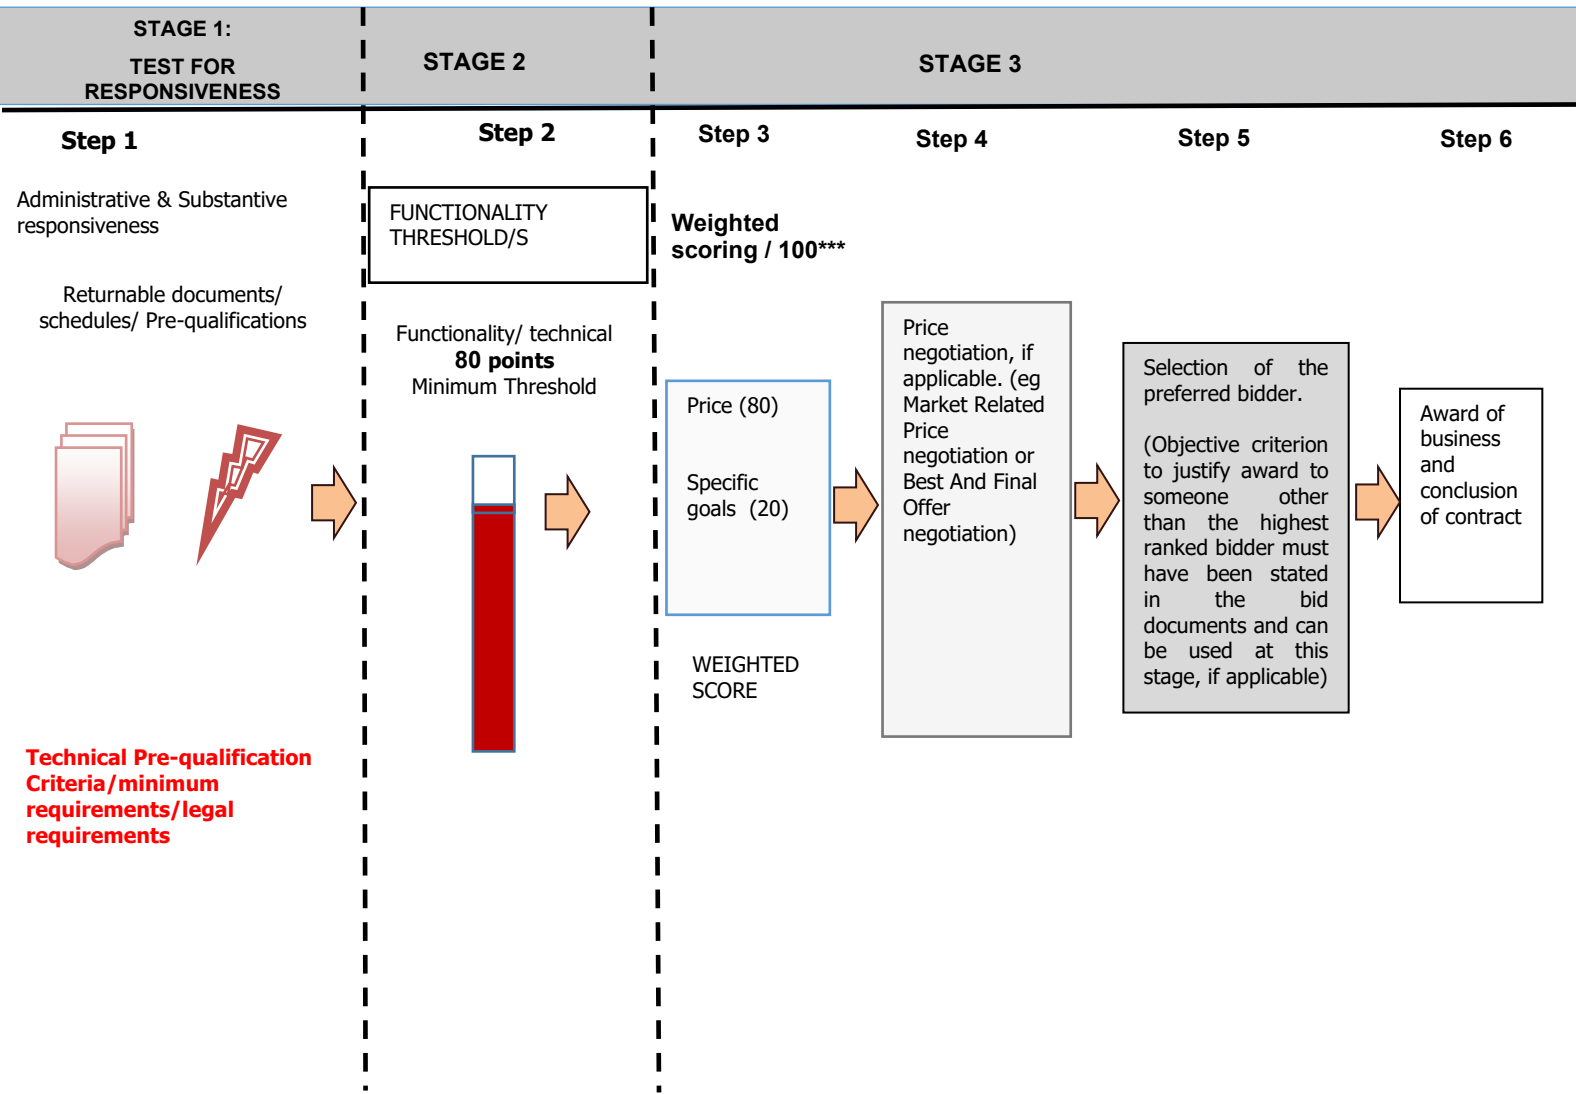 STAGE 1:
TEST FOR
RESPONSIVENESS
STAGE 2
STAGE 3
Step 1
Administrative & Substantive
responsiveness
Returnable documents/
schedules/ Pre-qualifications
Technical Pre-qualification
Criteria/minimum
requirements/legal
requirements
Step 2
FUNCTIONALITY
THRESHOLD/S
Functionality/ technical
80 points
Minimum Threshold
Step 3
Weighted
scoring / 100***
Price (80)
Specific
goals (20)
WEIGHTED
SCORE
Step 4
Price
negotiation, if
applicable. (eg
Market Related
Price
negotiation or
Best And Final
Offer
negotiation)
Step 5
Selection of the
preferred bidder.
(Objective criterion
to justify award to
someone other
than the highest
ranked bidder must
have been stated
in the bid
documents and can
be used at this
stage, if applicable)
Step 6
Award of
business
and
conclusion
of contract